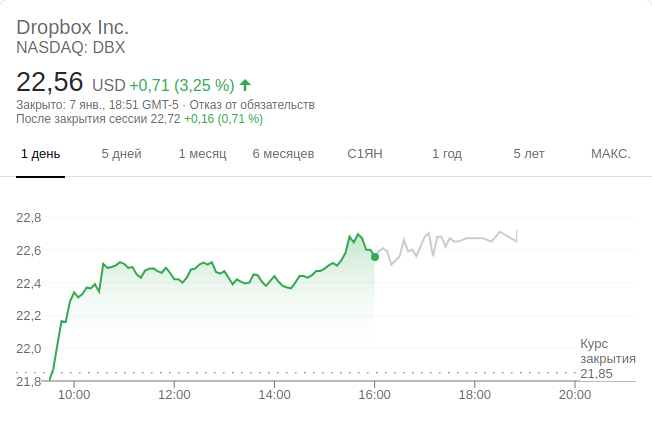 Dropbox Inc.
NASDAQ: DBX
22,56 USD +0,71 (3,25 %)
Закрыто: 7 янв., 18:51 GMT-5 · Отказ от обязательств
После закрытия сессии 22,72 +0,16 (0,71 %)
1 день 5 дней 1 месяц 6 месяцев С1ЯН 1 год 5 лет МАКС.
22,8
22,6
22,4
22,2
22,0
21,8
Курс
закрытия
21,85
10:00 12:00 14:00 16:00 18:00 20:00